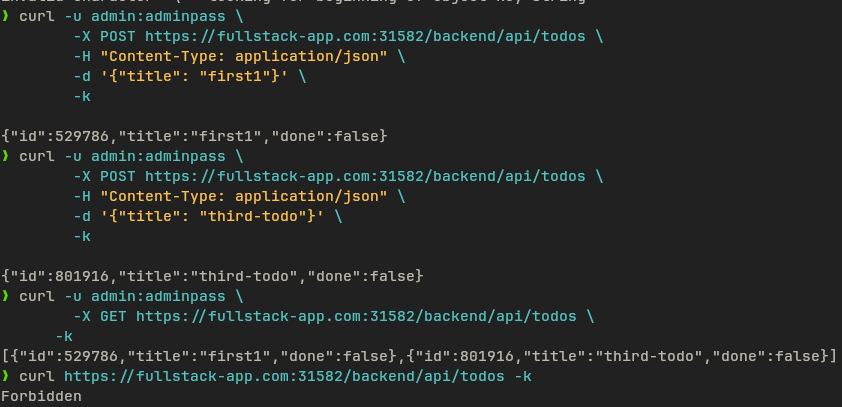 ❯ curl -u admin:adminpass \
        -X POST https://fullstack-app.com:31582/backend/api/todos \
        -H "Content-Type: application/json" \
        -d '{"title": "first1"}' \
        -k

{"id":529786,"title":"first1","done":false}
❯ curl -u admin:adminpass \
        -X POST https://fullstack-app.com:31582/backend/api/todos \
        -H "Content-Type: application/json" \
        -d '{"title": "third-todo"}' \
        -k

{"id":801916,"title":"third-todo","done":false}
❯ curl -u admin:adminpass \
        -X GET https://fullstack-app.com:31582/backend/api/todos \
      -k
[{"id":529786,"title":"first1","done":false},{"id":801916,"title":"third-todo","done":false}]
❯ curl https://fullstack-app.com:31582/backend/api/todos -k
Forbidden